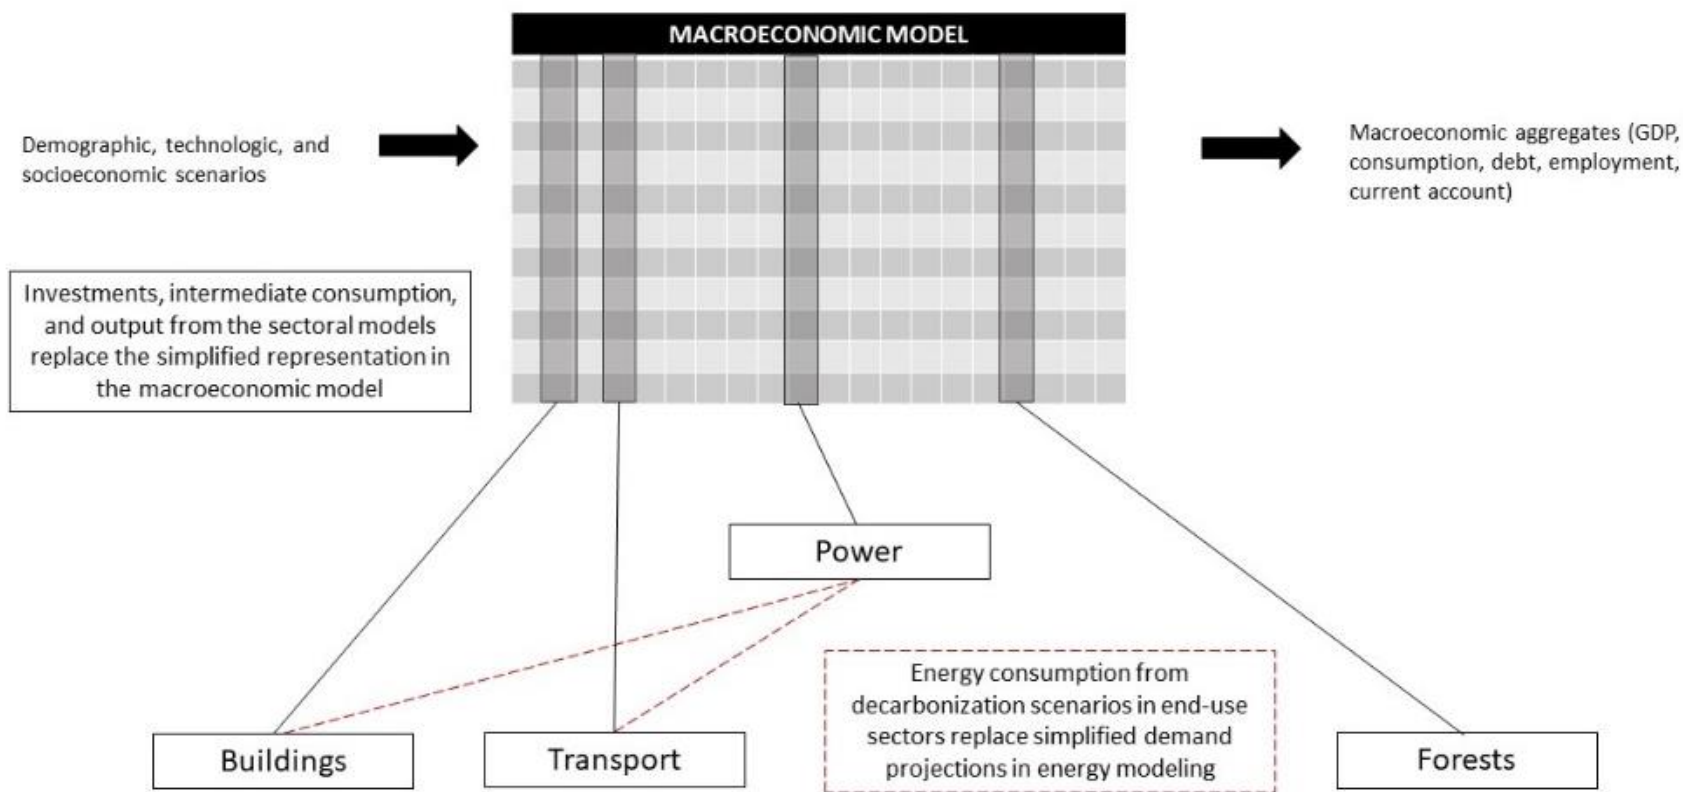 MACROECONOMIC MODEL
Demographic, technologic, and
socioeconomic scenarios
Macroeconomic aggregates (GDP,
consumption, debt, employment,
current account)
Investments, intermediate consumption,
and output from the sectoral models
replace the simplified representation in
the macroeconomic model
Power
Energy consumption from
decarbonization scenarios in end-use
sectors replace simplified demand
projections in energy modeling
Buildings
Transport
Forests